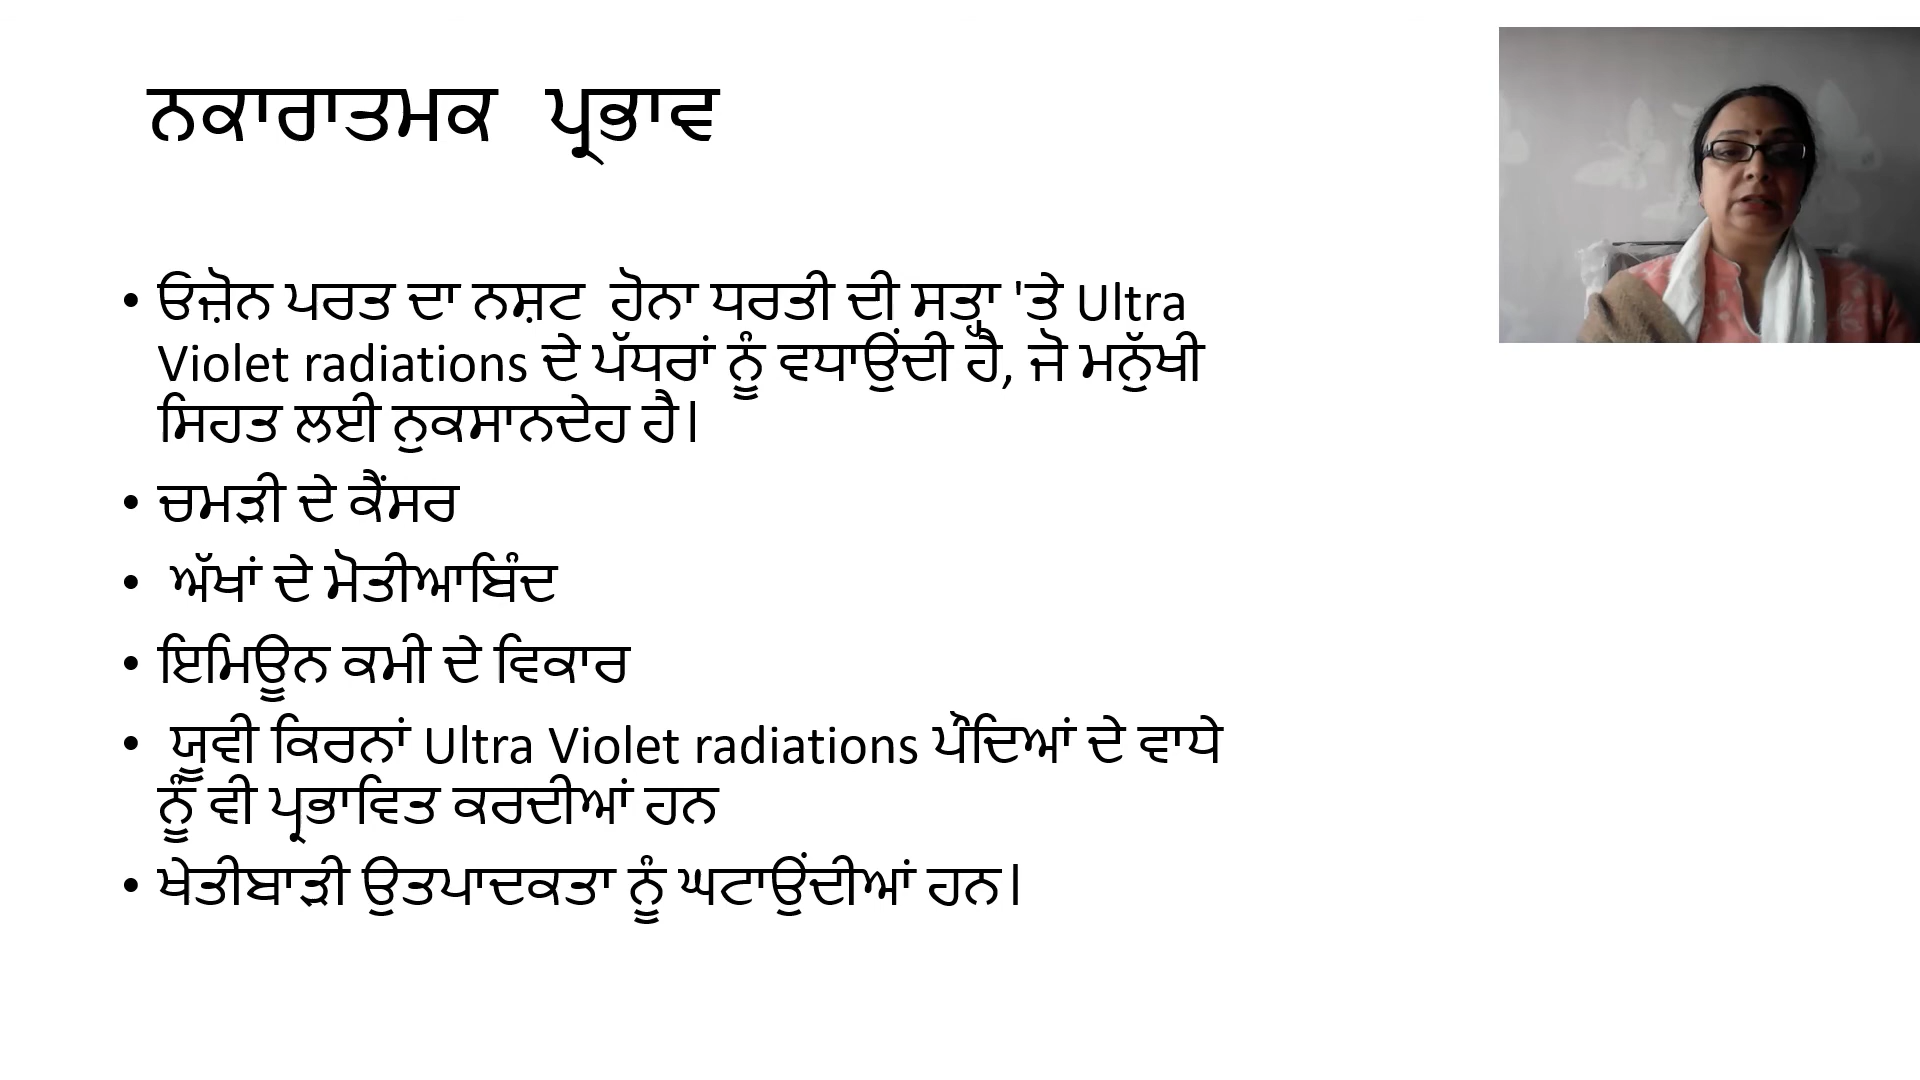 ਨਕਾਰਾਤਮਕ ਪ੍ਰਭਾਵ
• ਓਜ਼ੋਨ ਪਰਤ ਦਾ ਨਸ਼ਟ ਹੋਨਾ ਧਰਤੀ ਦੀ ਸਤ੍ਹਾ 'ਤੇ Ultra
Violet radiations ਦੇ ਪੱਧਰਾਂ ਨੂੰ ਵਧਾਉਂਦੀ ਹੈ, ਜੋ ਮਨੁੱਖੀ
ਸਿਹਤ ਲਈ ਨੁਕਸਾਨਦੇਹ ਹੈ।
• ਚਮੜੀ ਦੇ ਕੈਂਸਰ
• ਅੱਖਾਂ ਦੇ ਮੋਤੀਆਬਿੰਦ
• ਇਮਿਊਨ ਕਮੀ ਦੇ ਵਿਕਾਰ
• ਯੂਵੀ ਕਿਰਨਾਂ Ultra Violet radiations ਪੌਦਿਆਂ ਦੇ ਵਾਧੇ
ਨੂੰ ਵੀ ਪ੍ਰਭਾਵਿਤ ਕਰਦੀਆਂ ਹਨ
• ਖੇਤੀਬਾੜੀ ਉਤਪਾਦਕਤਾ ਨੂੰ ਘਟਾਉਂਦੀਆਂ ਹਨ।